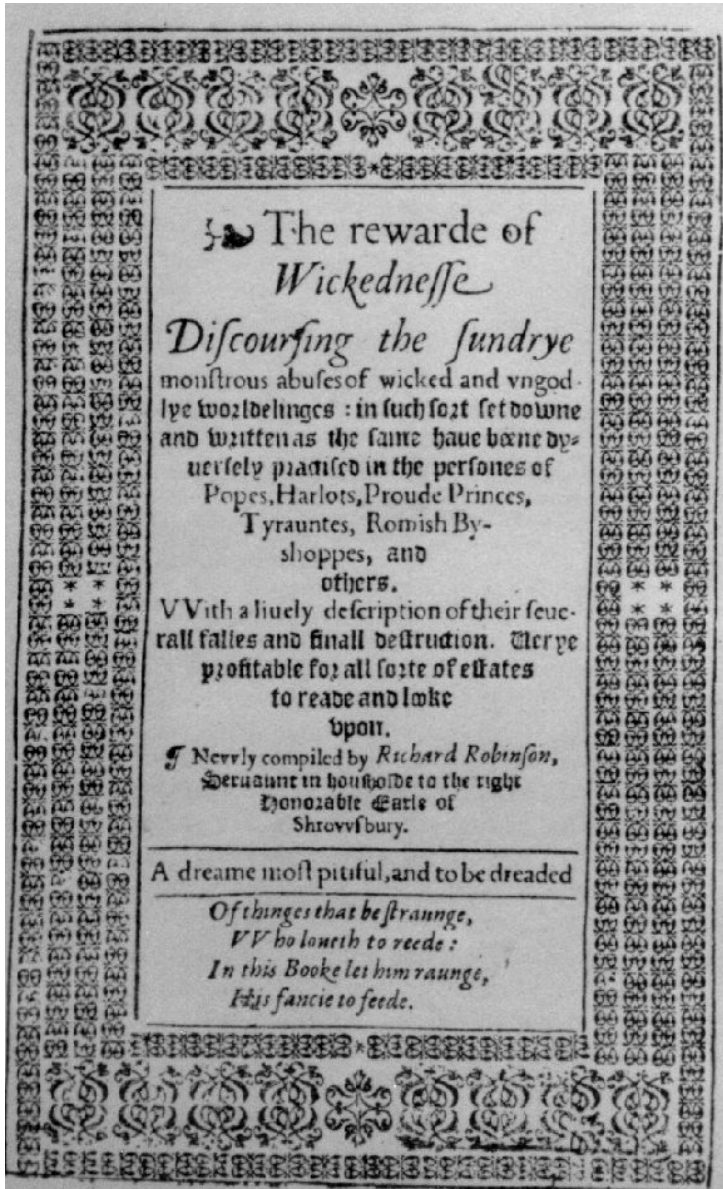 The rewarde of
Wickednesſe
Diſcourſing the ſundrye
monſtrous abuſes of wicked and vngod-
lye worldelinges : in ſuch ſort ſet downe
and written as the ſame haue beene dy-
uerſely practiſed in the perſones of
Popes, Harlots, Proude Princes,
Tyrauntes, Romish By-
shoppes, and
others.
VVith a liuely deſcription of their ſeue-
rall falles and finall deſtruction. Verye
profitable for all ſorte of eſtates
to reade and looke
vpon.
¶ Nevvly compiled by Richard Robinſon,
Seruaunt in houſholde to the right
Honorable Earle of
Shrovvſbury.
A dreame moſt pitiful, and to be dreaded
Of thinges that be ſtraunge,
VVho loueth to reede :
In this Booke let him raunge,
His fancie to feede.